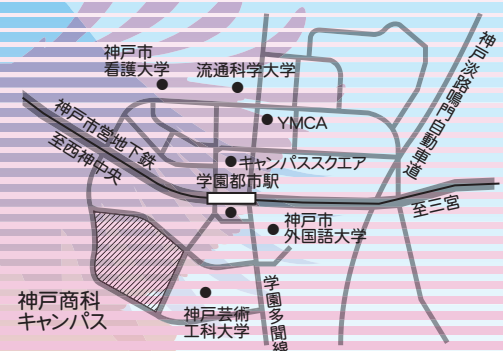 神戸市
看護大学
流通科学大学
YMCA
神戸淡路鳴門自動車道
神戸市営地下鉄
至西神中央
キャンパススクエア
学園都市駅
至三宮
神戸市
外国語大学
神戸商科
キャンパス
神戸芸術
工科大学
学園多聞線